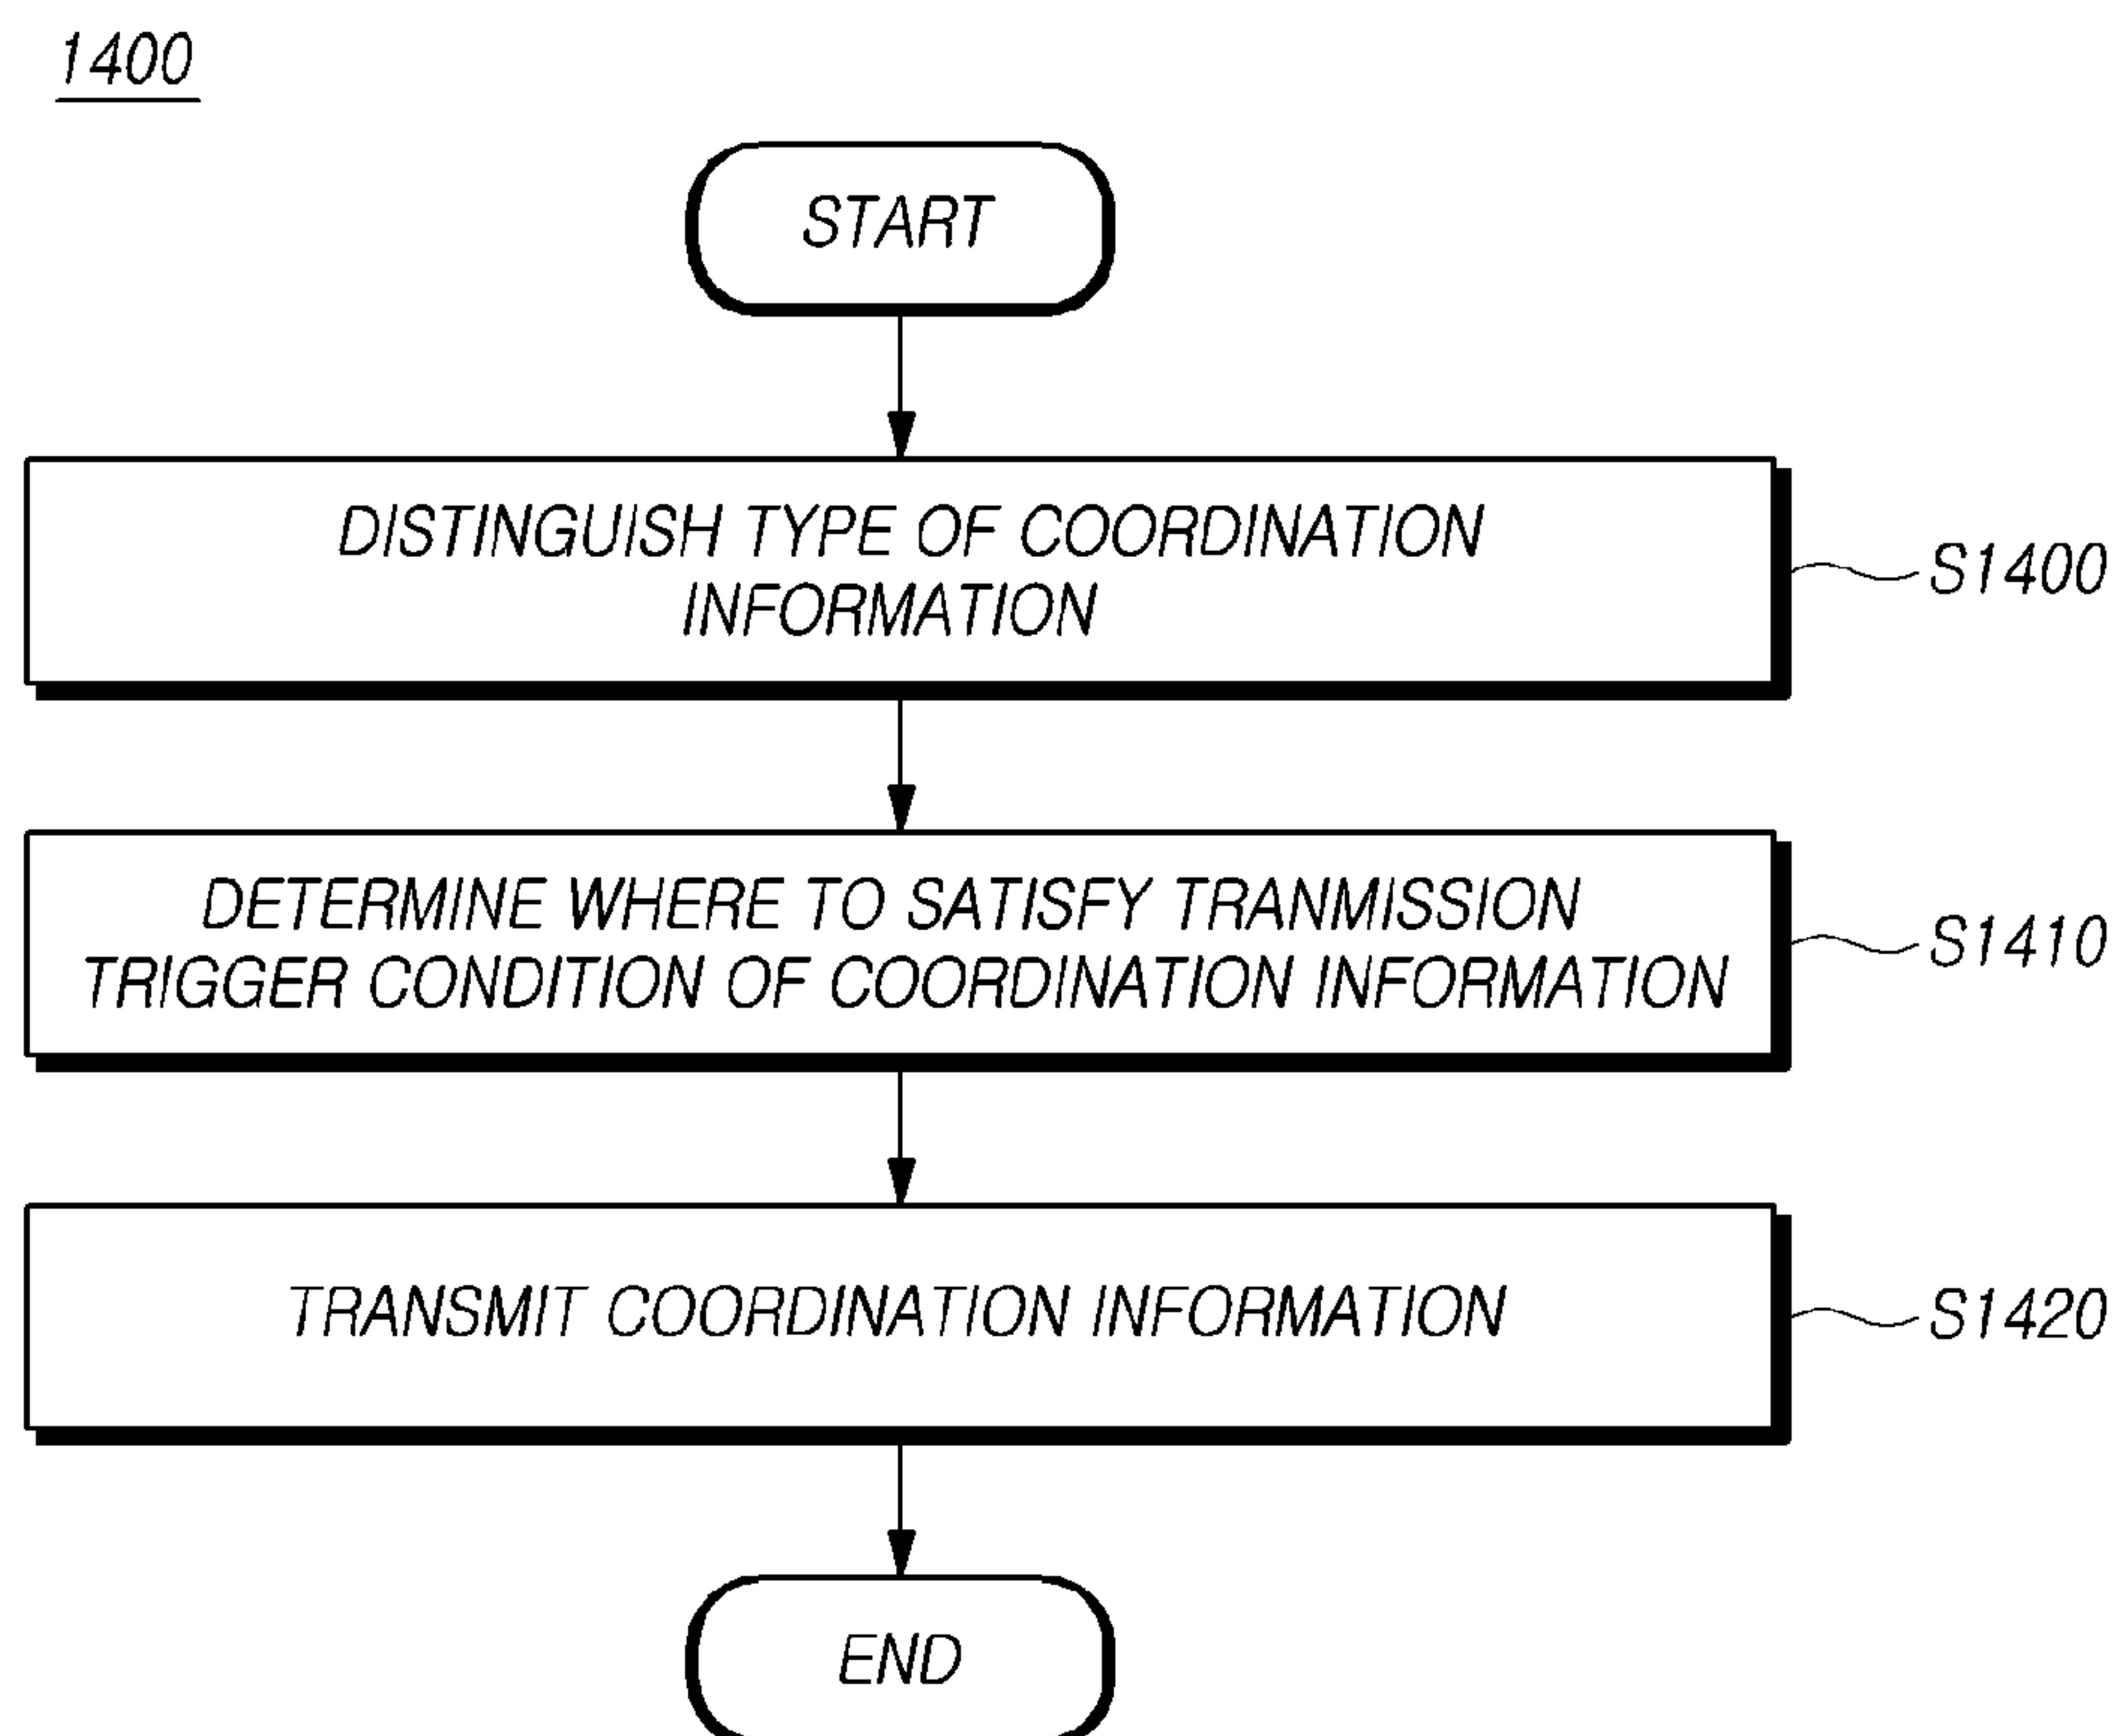 1400
START
DISTINGUISH TYPE OF COORDINATION
INFORMATION
S1400
DETERMINE WHERE TO SATISFY TRANMISSION
TRIGGER CONDITION OF COORDINATION INFORMATION
S1410
TRANSMIT COORDINATION INFORMATION
S1420
END